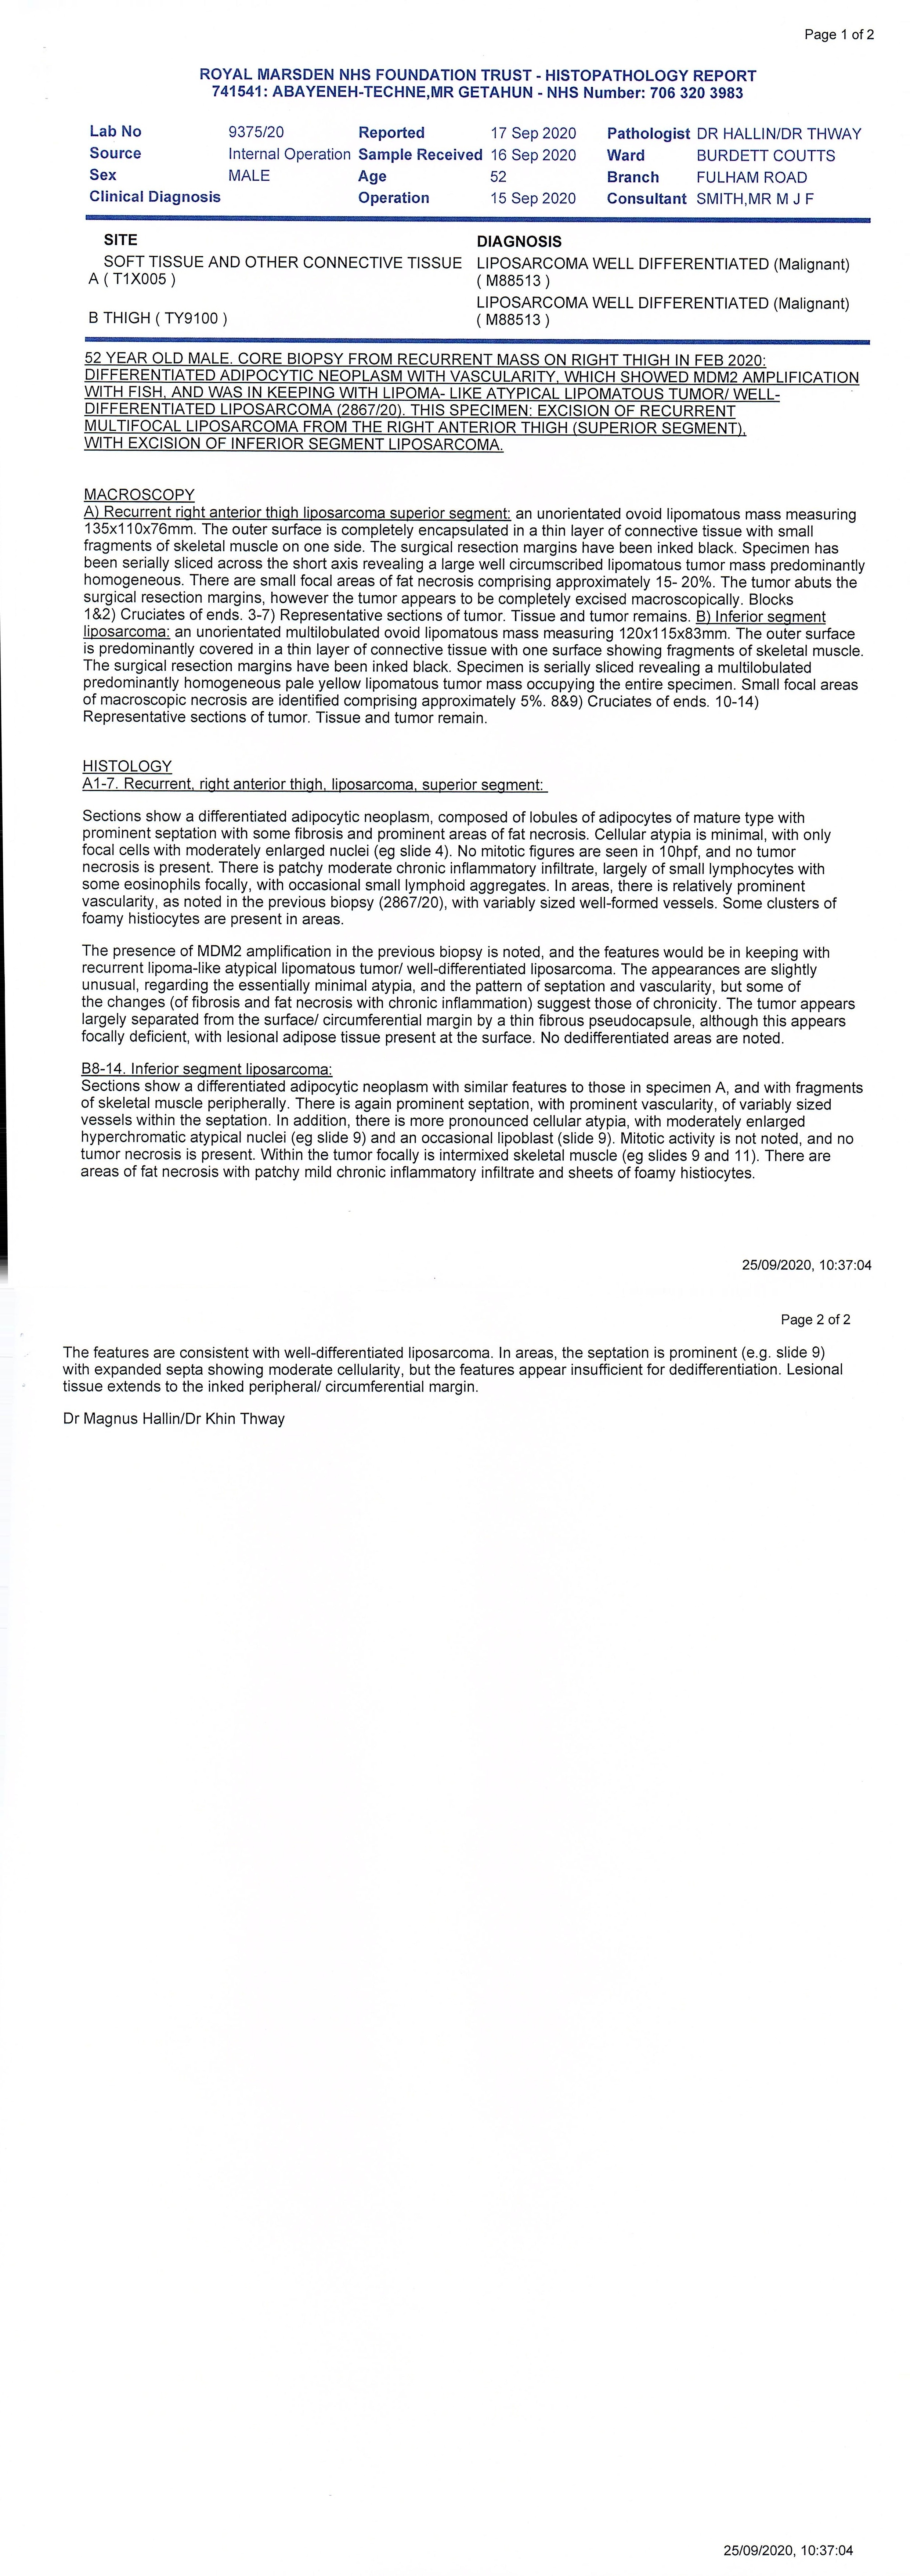 Page 1 of 2
ROYAL MARSDEN NHS FOUNDATION TRUST - HISTOPATHOLOGY REPORT
741541: ABAYENEH-TECHNE,MR GETAHUN - NHS Number: 706 320 3983
Lab No 9375/20 Reported 17 Sep 2020 Pathologist DR HALLIN/DR THWAY
Source Internal Operation Sample Received 16 Sep 2020 Ward BURDETT COUTTS
Sex MALE Age 52 Branch FULHAM ROAD
Clinical Diagnosis Operation 15 Sep 2020 Consultant SMITH,MR M J F
SITE DIAGNOSIS
SOFT TISSUE AND OTHER CONNECTIVE TISSUE LIPOSARCOMA WELL DIFFERENTIATED (Malignant)
A ( T1X005 ) ( M88513 )
LIPOSARCOMA WELL DIFFERENTIATED (Malignant)
B THIGH ( TY9100 ) ( M88513 )
52 YEAR OLD MALE. CORE BIOPSY FROM RECURRENT MASS ON RIGHT THIGH IN FEB 2020:
DIFFERENTIATED ADIPOCYTIC NEOPLASM WITH VASCULARITY, WHICH SHOWED MDM2 AMPLIFICATION
WITH FISH, AND WAS IN KEEPING WITH LIPOMA- LIKE ATYPICAL LIPOMATOUS TUMOR/ WELL-
DIFFERENTIATED LIPOSARCOMA (2867/20). THIS SPECIMEN: EXCISION OF RECURRENT
MULTIFOCAL LIPOSARCOMA FROM THE RIGHT ANTERIOR THIGH (SUPERIOR SEGMENT),
WITH EXCISION OF INFERIOR SEGMENT LIPOSARCOMA.
MACROSCOPY
A) Recurrent right anterior thigh liposarcoma superior segment: an unorientated ovoid lipomatous mass measuring
135x110x76mm. The outer surface is completely encapsulated in a thin layer of connective tissue with small
fragments of skeletal muscle on one side. The surgical resection margins have been inked black. Specimen has
been serially sliced across the short axis revealing a large well circumscribed lipomatous tumor mass predominantly
homogeneous. There are small focal areas of fat necrosis comprising approximately 15- 20%. The tumor abuts the
surgical resection margins, however the tumor appears to be completely excised macroscopically. Blocks
1&2) Cruciates of ends. 3-7) Representative sections of tumor. Tissue and tumor remains. B) Inferior segment
liposarcoma: an unorientated multilobulated ovoid lipomatous mass measuring 120x115x83mm. The outer surface
is predominantly covered in a thin layer of connective tissue with one surface showing fragments of skeletal muscle.
The surgical resection margins have been inked black. Specimen is serially sliced revealing a multilobulated
predominantly homogeneous pale yellow lipomatous tumor mass occupying the entire specimen. Small focal areas
of macroscopic necrosis are identified comprising approximately 5%. 8&9) Cruciates of ends. 10-14)
Representative sections of tumor. Tissue and tumor remain.
HISTOLOGY
A1-7. Recurrent, right anterior thigh, liposarcoma, superior segment:
Sections show a differentiated adipocytic neoplasm, composed of lobules of adipocytes of mature type with
prominent septation with some fibrosis and prominent areas of fat necrosis. Cellular atypia is minimal, with only
focal cells with moderately enlarged nuclei (eg slide 4). No mitotic figures are seen in 10hpf, and no tumor
necrosis is present. There is patchy moderate chronic inflammatory infiltrate, largely of small lymphocytes with
some eosinophils focally, with occasional small lymphoid aggregates. In areas, there is relatively prominent
vascularity, as noted in the previous biopsy (2867/20), with variably sized well-formed vessels. Some clusters of
foamy histiocytes are present in areas.
The presence of MDM2 amplification in the previous biopsy is noted, and the features would be in keeping with
recurrent lipoma-like atypical lipomatous tumor/ well-differentiated liposarcoma. The appearances are slightly
unusual, regarding the essentially minimal atypia, and the pattern of septation and vascularity, but some of
the changes (of fibrosis and fat necrosis with chronic inflammation) suggest those of chronicity. The tumor appears
largely separated from the surface/ circumferential margin by a thin fibrous pseudocapsule, although this appears
focally deficient, with lesional adipose tissue present at the surface. No dedifferentiated areas are noted.
B8-14. Inferior segment liposarcoma:
Sections show a differentiated adipocytic neoplasm with similar features to those in specimen A, and with fragments
of skeletal muscle peripherally. There is again prominent septation, with prominent vascularity, of variably sized
vessels within the septation. In addition, there is more pronounced cellular atypia, with moderately enlarged
hyperchromatic atypical nuclei (eg slide 9) and an occasional lipoblast (slide 9). Mitotic activity is not noted, and no
tumor necrosis is present. Within the tumor focally is intermixed skeletal muscle (eg slides 9 and 11). There are
areas of fat necrosis with patchy mild chronic inflammatory infiltrate and sheets of foamy histiocytes.
25/09/2020, 10:37:04
Page 2 of 2
The features are consistent with well-differentiated liposarcoma. In areas, the septation is prominent (e.g. slide 9)
with expanded septa showing moderate cellularity, but the features appear insufficient for dedifferentiation. Lesional
tissue extends to the inked peripheral/ circumferential margin.
Dr Magnus Hallin/Dr Khin Thway
25/09/2020, 10:37:04